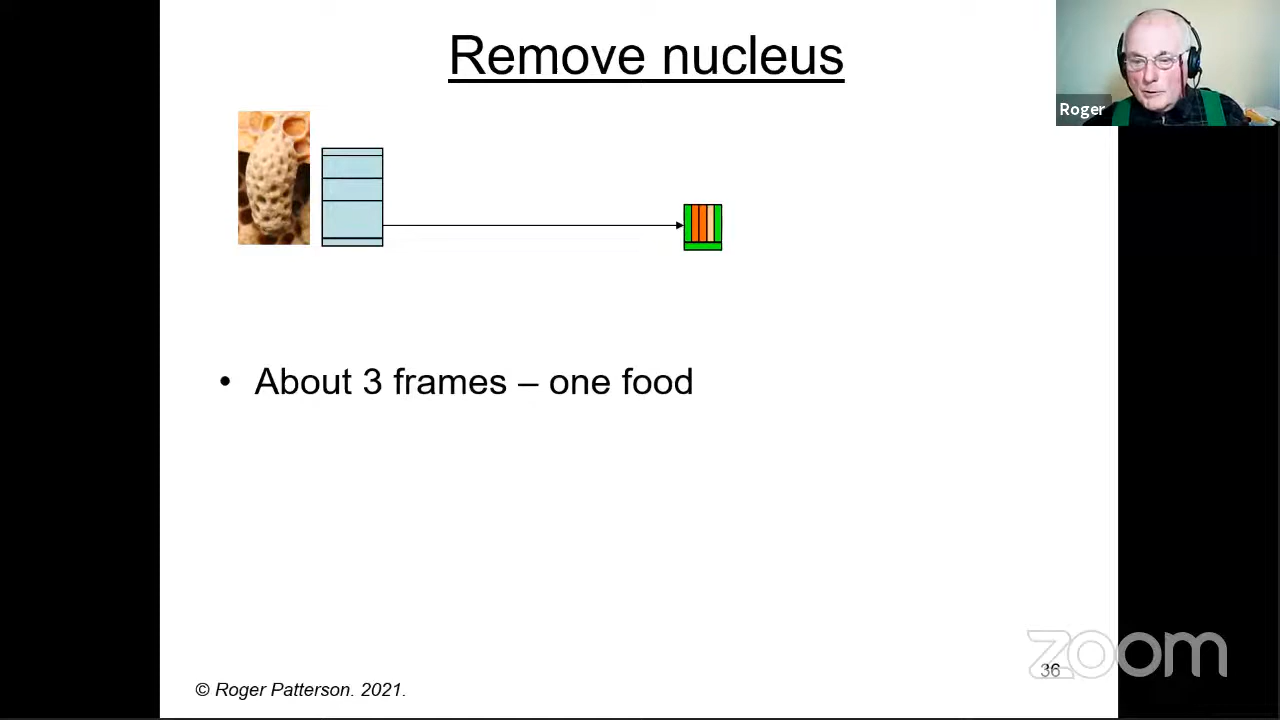 Remove nucleus
Roger
• About 3 frames – one food
zoom
36
© Roger Patterson. 2021.